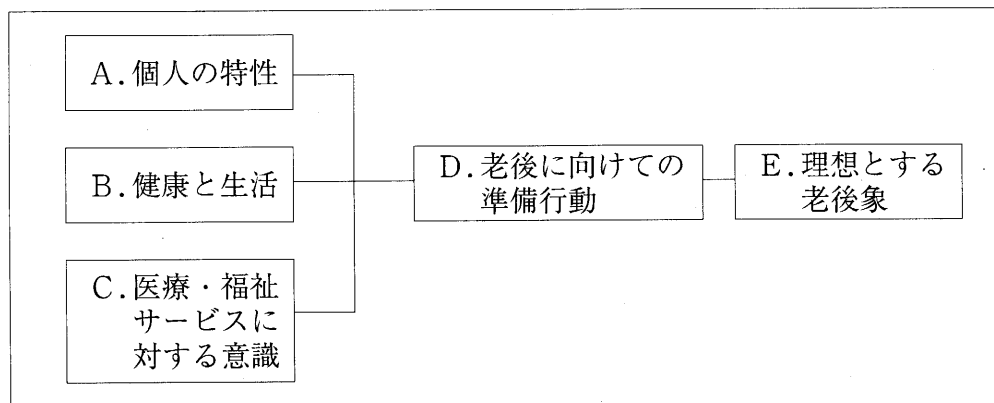 A.個人の特性
B.健康と生活
C.医療・福祉
サービスに
対する意識
D.老後に向けての
準備行動
E.理想とする
老後象